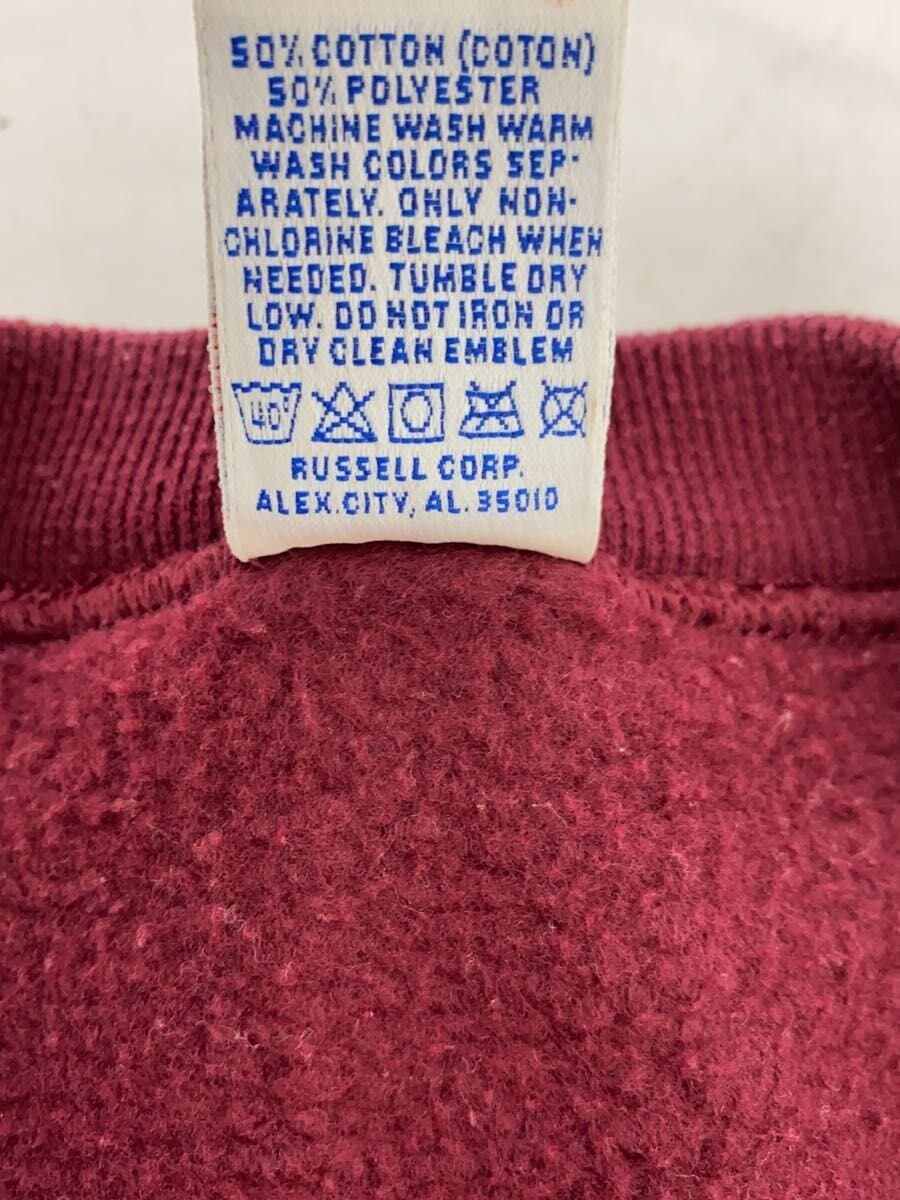 50% COTTON (COTON)
50% POLYESTER
MACHINE WASH WARM
WASH COLORS SEP-
ARATELY. ONLY NON-
CHLORINE BLEACH WHEN
NEEDED. TUMBLE DRY
LOW. DO NOT IRON OR
DRY CLEAN EMBLEM
40°
RUSSELL CORP.
ALEX.CITY, AL. 35010